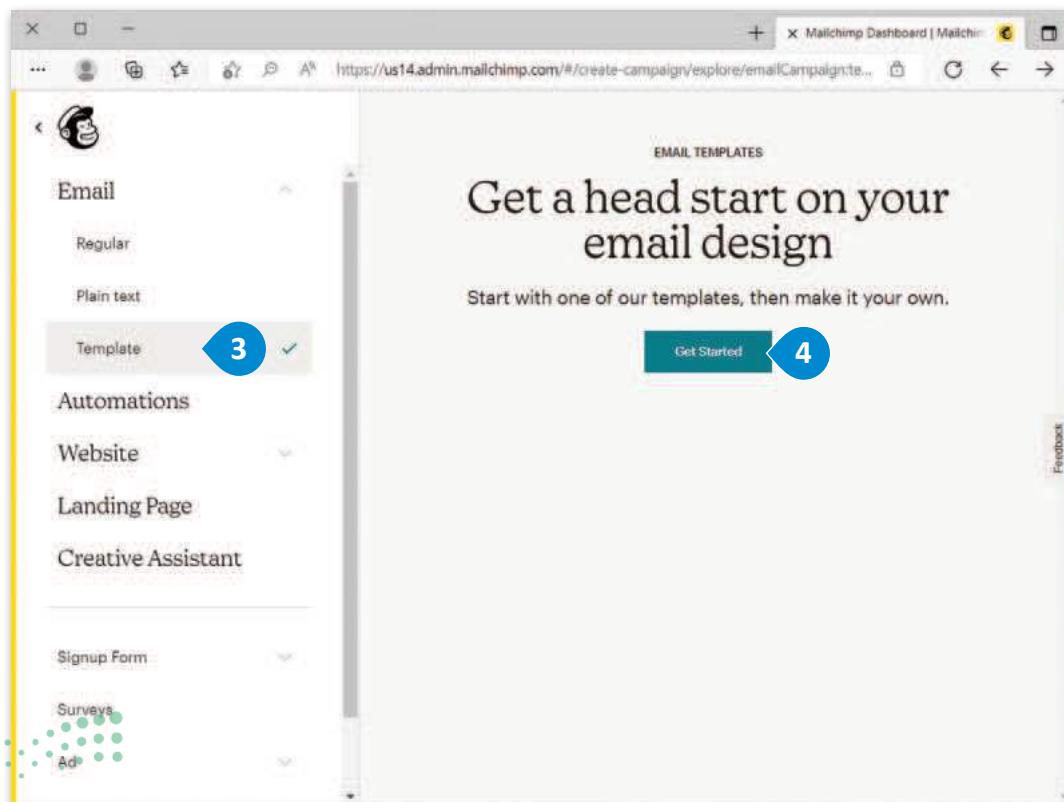 Mailchimp Dashboard | Mailchim
https://us14.admin.mailchimp.com/#/create-campaign/explore/emailCampaign:te...
Email
Regular
Plain text
Template
3
Automations
Website
Landing Page
Creative Assistant
Signup Form
Surveys
Ad
EMAIL TEMPLATES
Get a head start on your
email design
Start with one of our templates, then make it your own.
Get Started
4
Feedback